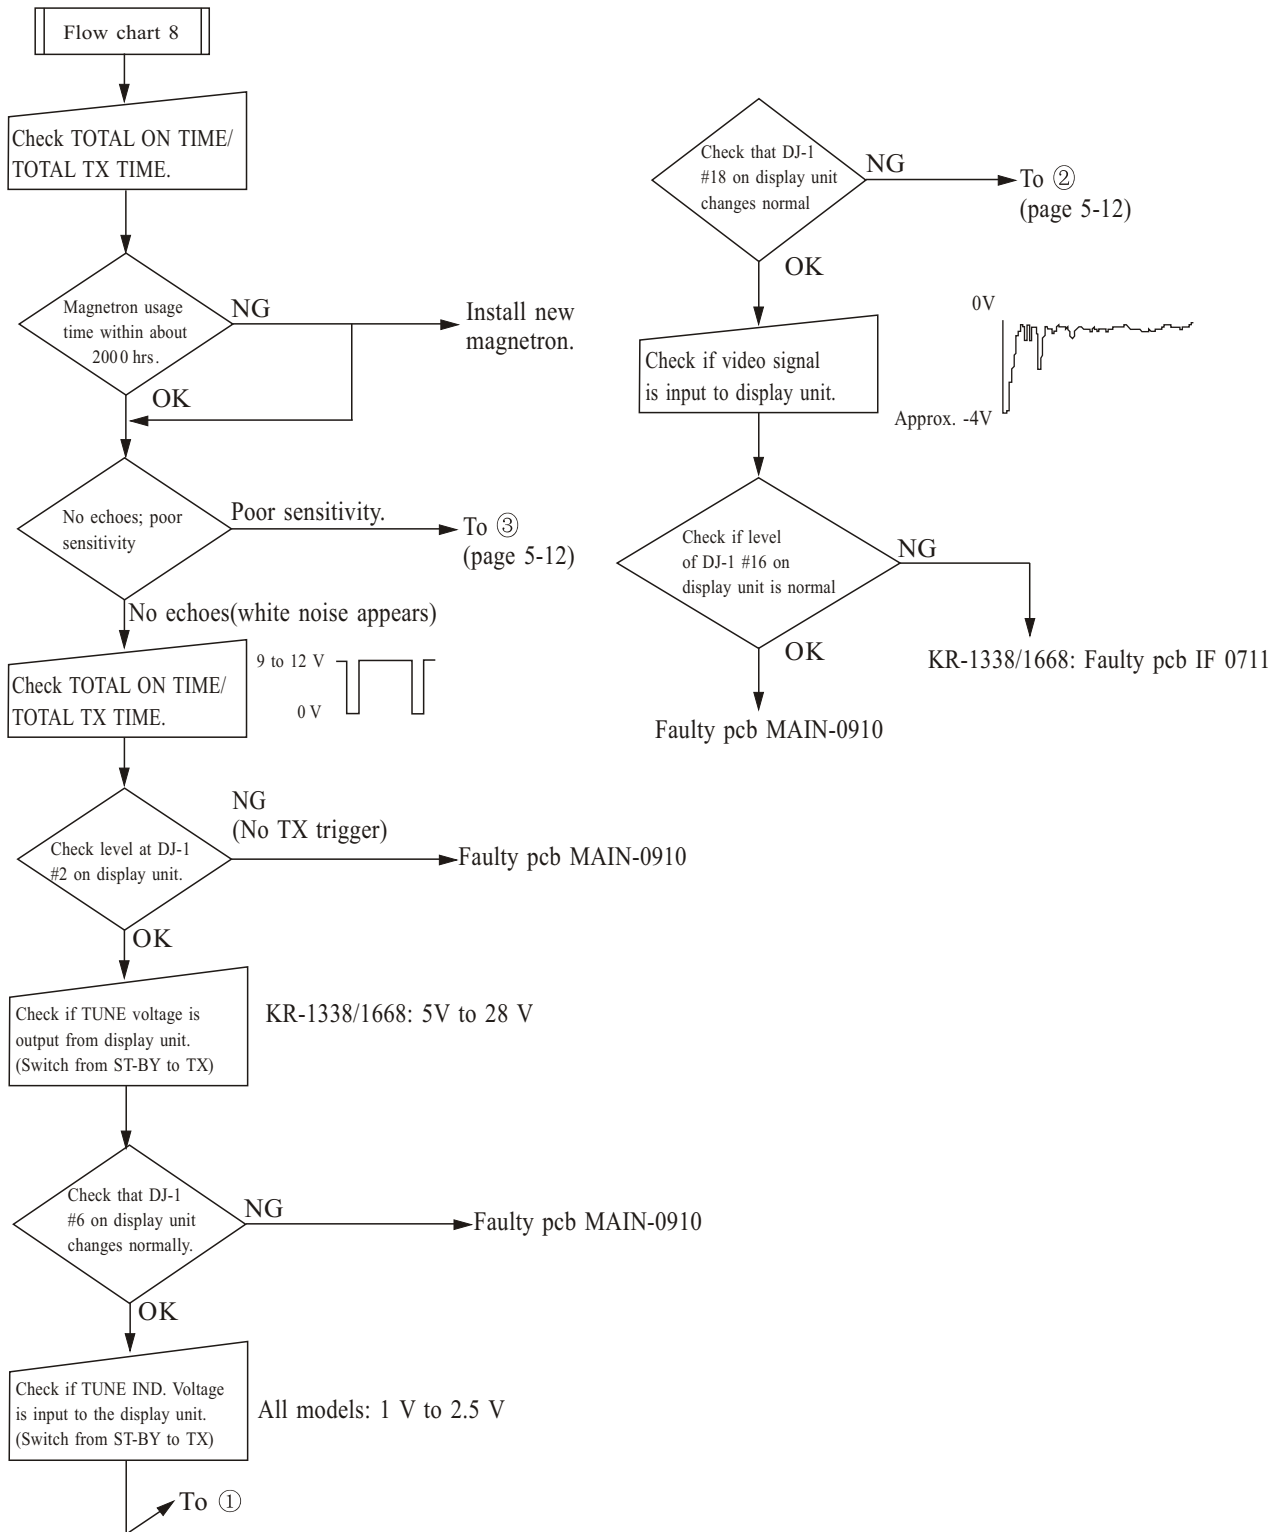 Flow chart 8
Check TOTAL ON TIME/
TOTAL TX TIME.
Magnetron usage
time within about
2000 hrs.
NG
Install new
magnetron.
OK
No echoes; poor
sensitivity
Poor sensitivity.
To ③
(page 5-12)
No echoes(white noise appears)
Check TOTAL ON TIME/
TOTAL TX TIME.
9 to 12 V
0 V
Check level at DJ-1
#2 on display unit.
NG
(No TX trigger)
Faulty pcb MAIN-0910
OK
Check if TUNE voltage is
output from display unit.
(Switch from ST-BY to TX)
KR-1338/1668: 5V to 28 V
Check that DJ-1
#6 on display unit
changes normally.
NG
Faulty pcb MAIN-0910
OK
Check if TUNE IND. Voltage
is input to the display unit.
(Switch from ST-BY to TX)
All models: 1 V to 2.5 V
To ①
Check that DJ-1
#18 on display unit
changes normal
NG
To ②
(page 5-12)
OK
Check if video signal
is input to display unit.
0V
Approx. -4V
Check if level
of DJ-1 #16 on
display unit is normal
NG
KR-1338/1668: Faulty pcb IF 0711
OK
Faulty pcb MAIN-0910